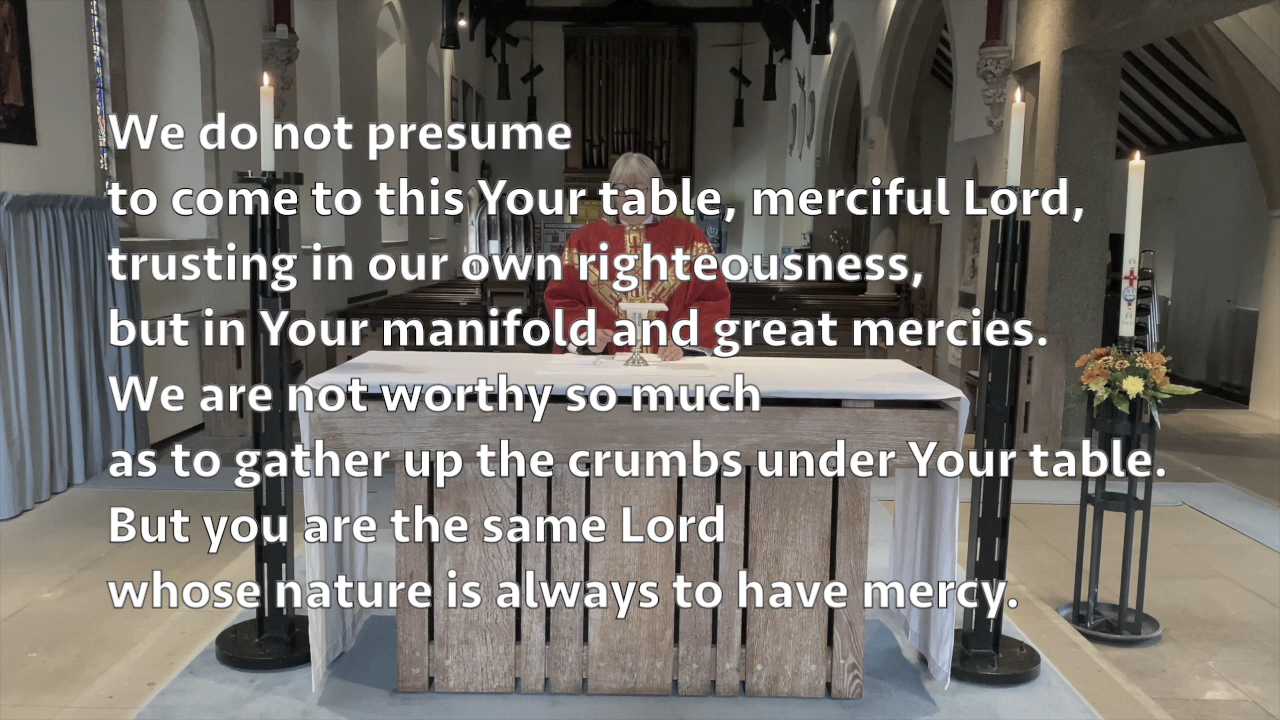 We do not presume
to come to this Your table, merciful Lord,
trusting in our own righteousness,
but in Your manifold and great mercies.
We are not worthy so much
as to gather up the crumbs under Your table.
But you are the same Lord
whose nature is always to have mercy.